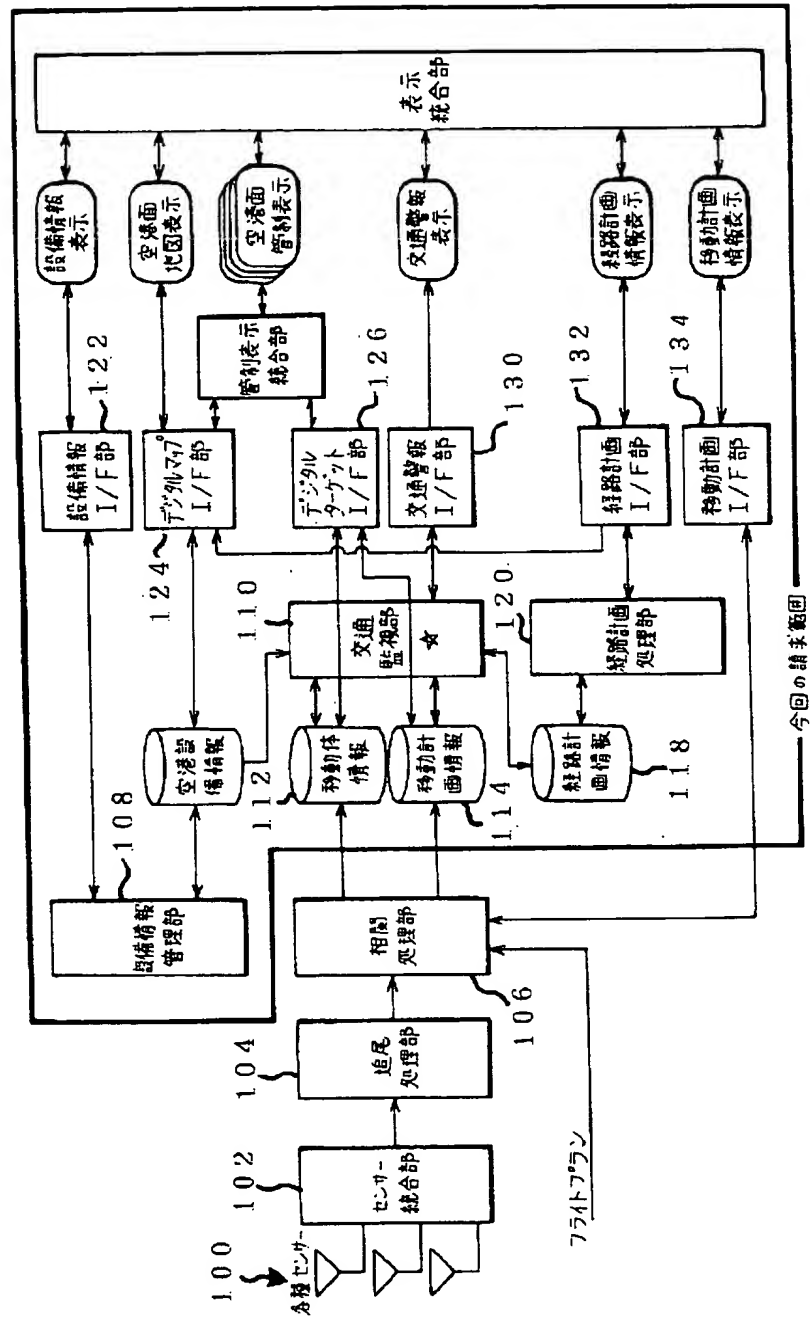 100
各種センサー
102
センサー
統合部
104
追尾
処理部
106
相関
処理部
フライトプラン
108
設備情報
管理部
空港設
備情報
112
移動体
情報
移動計
画情報
114
110
交通
監視部
☆
経路計
画情報
118
120
経路計画
処理部
設備情報
I/F部
122
124
デジタルマップ
I/F部
デジタル
ターゲット
I/F部
126
交通警報
I/F部
130
経路計画
I/F部
132
移動計画
I/F部
134
管制表示
統合部
設備情報
表示
空港面
地図表示
空港面
管制表示
交通警報
表示
経路計画
情報表示
移動計画
情報表示
表示
統合部
今回の請求範囲